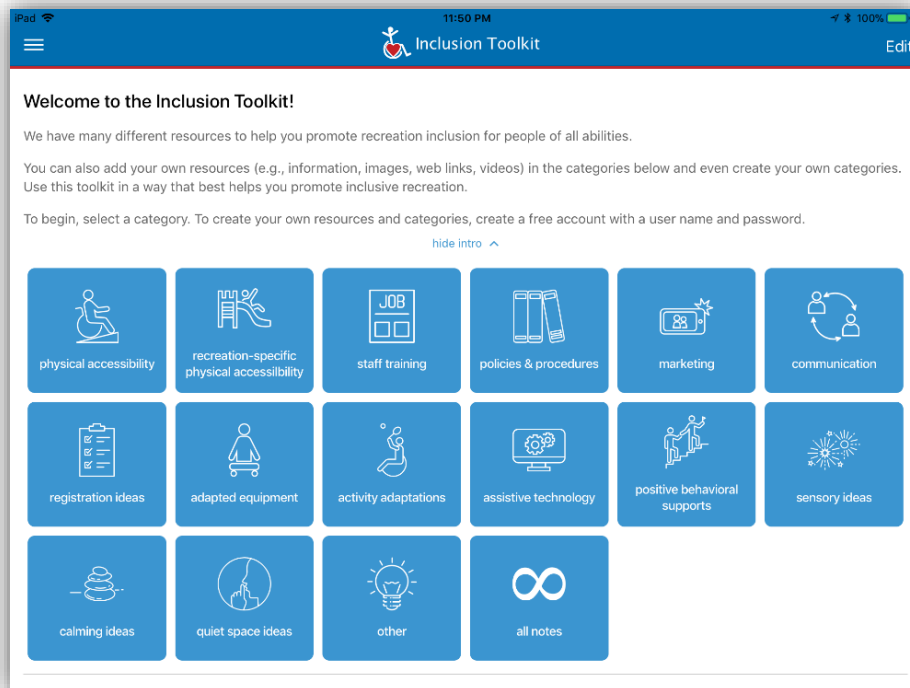 iPad 11:50 PM 100%
Inclusion Toolkit
Edit
Welcome to the Inclusion Toolkit!
We have many different resources to help you promote recreation inclusion for people of all abilities.
You can also add your own resources (e.g., information, images, web links, videos) in the categories below and even create your own categories.
Use this toolkit in a way that best helps you promote inclusive recreation.
To begin, select a category. To create your own resources and categories, create a free account with a user name and password.
hide intro
JOB
physical accessibility
recreation-specific
physical accessilbility
staff training
policies & procedures
marketing
communication
registration ideas
adapted equipment
activity adaptations
assistive technology
positive behavioral
supports
sensory ideas
calming ideas
quiet space ideas
other
all notes